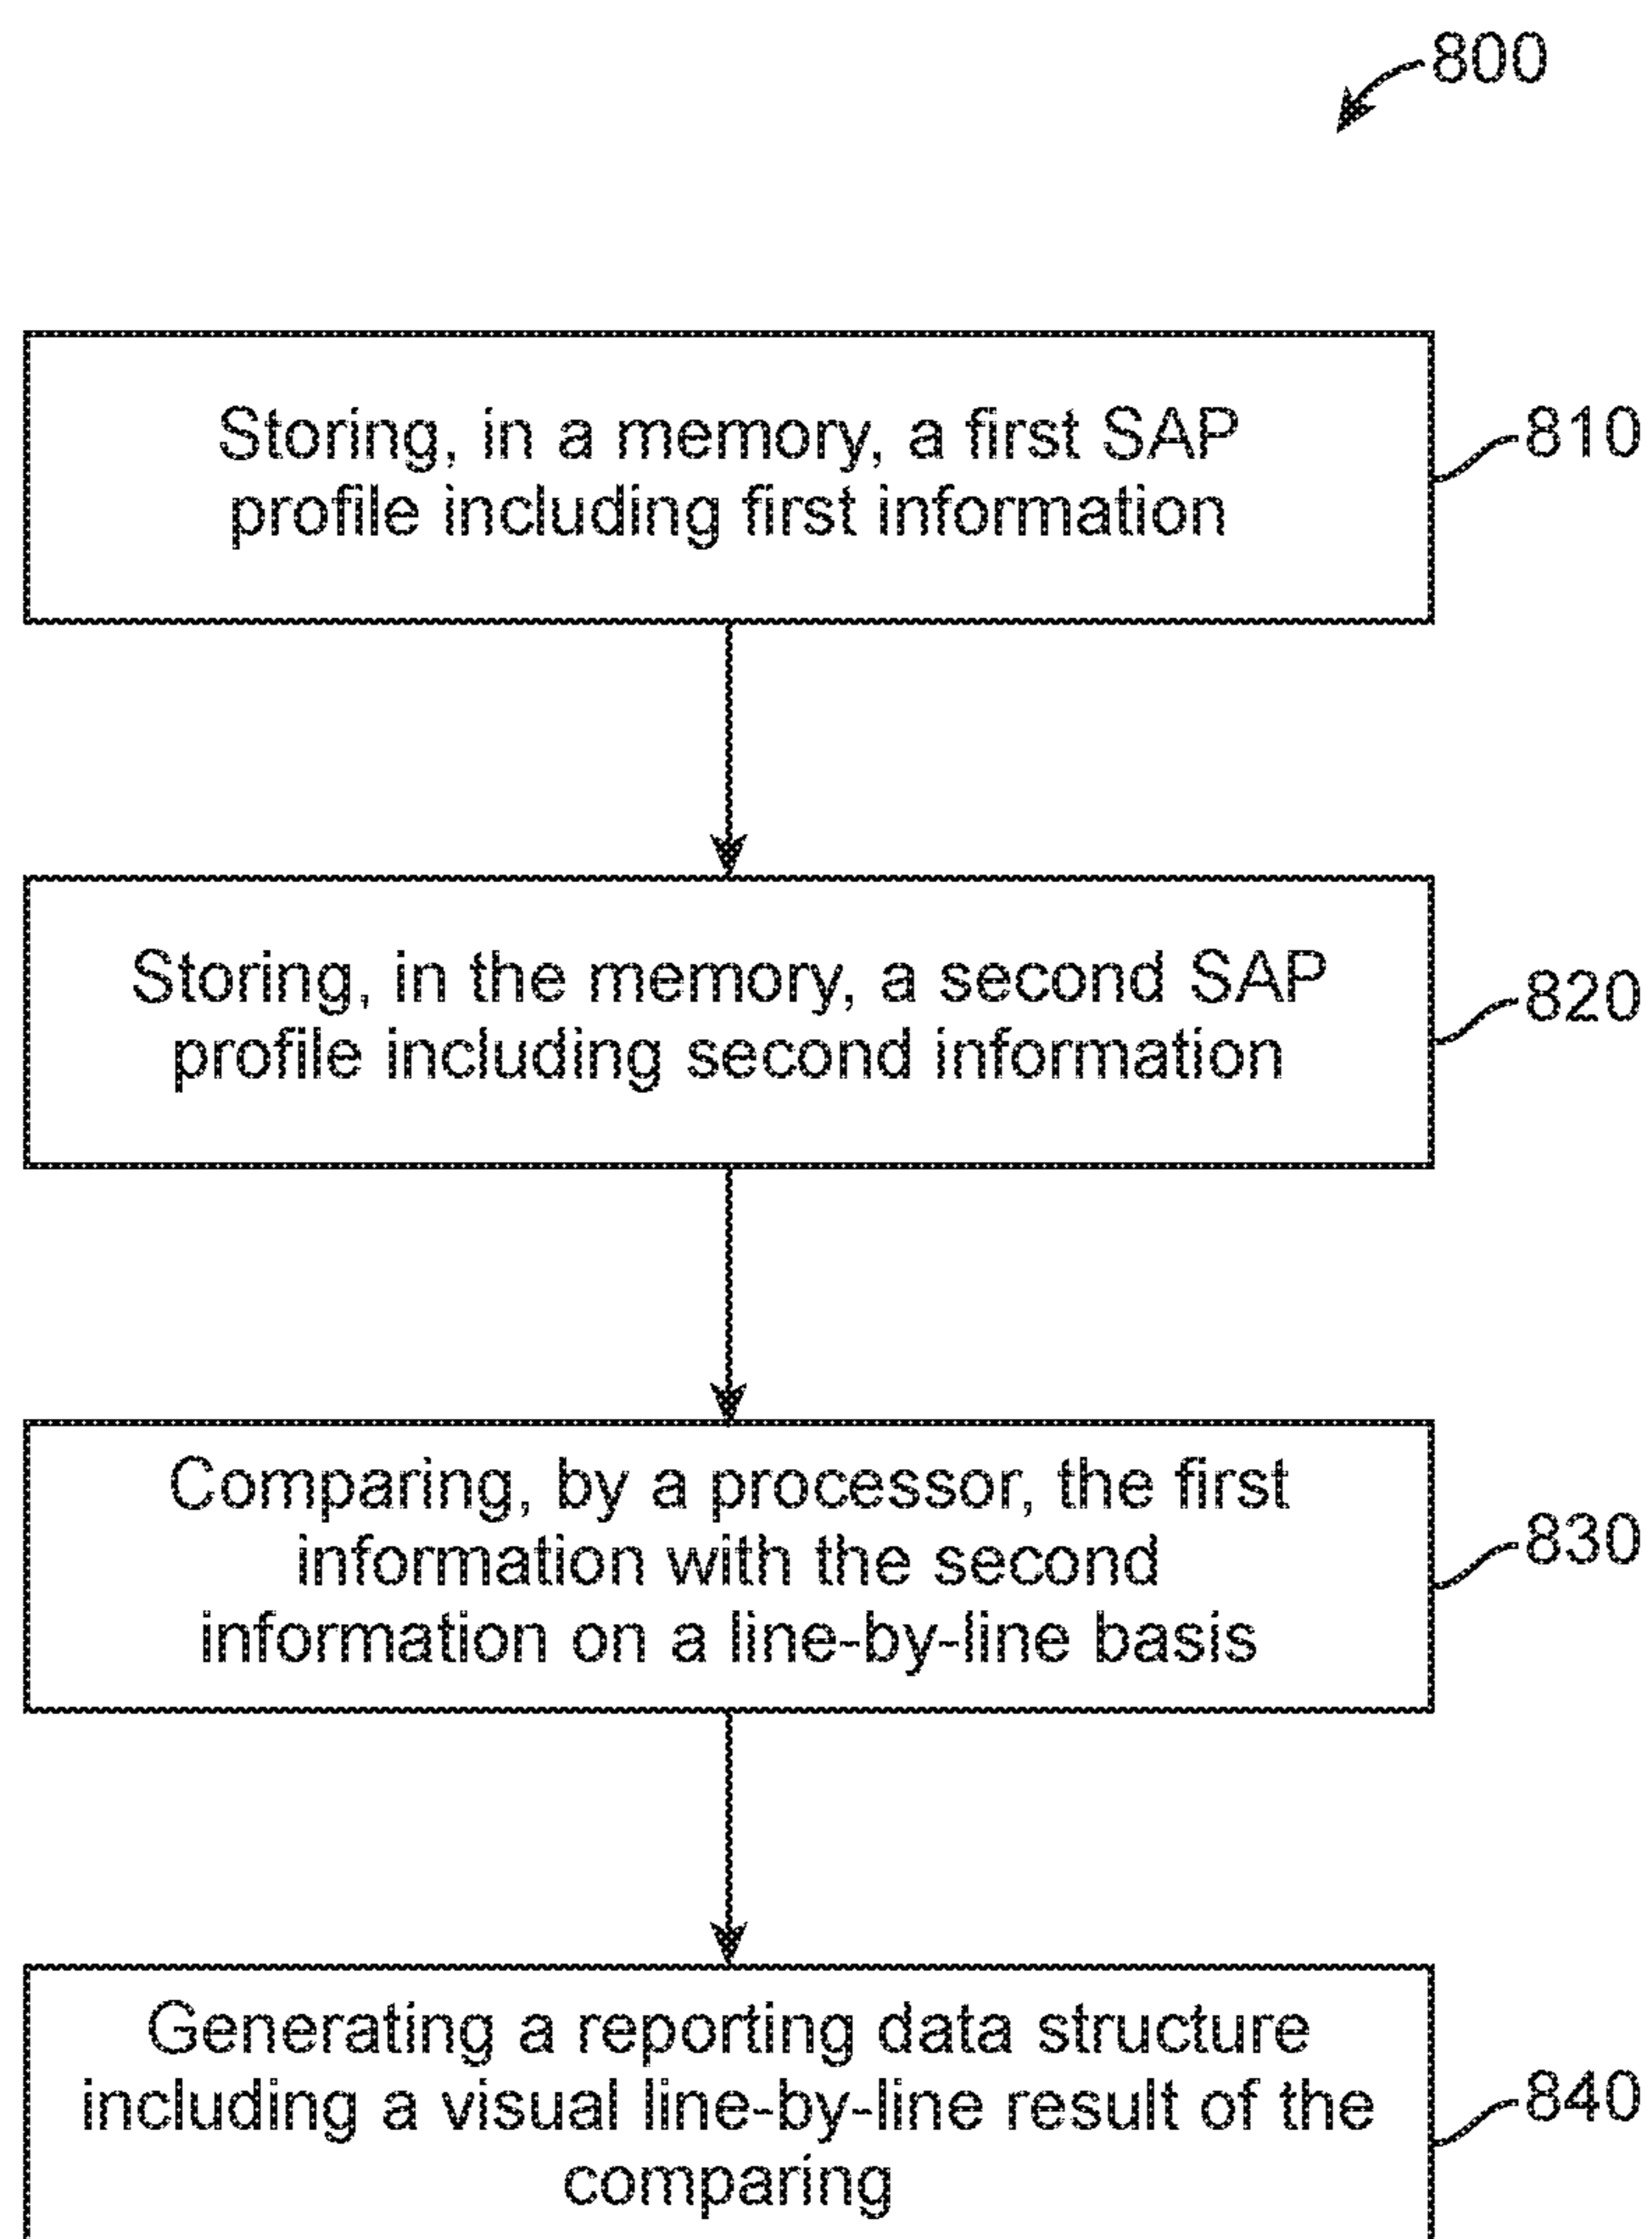 800
Storing, in a memory, a first SAP
profile including first information
810
Storing, in the memory, a second SAP
profile including second information
820
Comparing, by a processor, the first
information with the second
information on a line-by-line basis
830
Generating a reporting data structure
including a visual line-by-line result of the
comparing
840